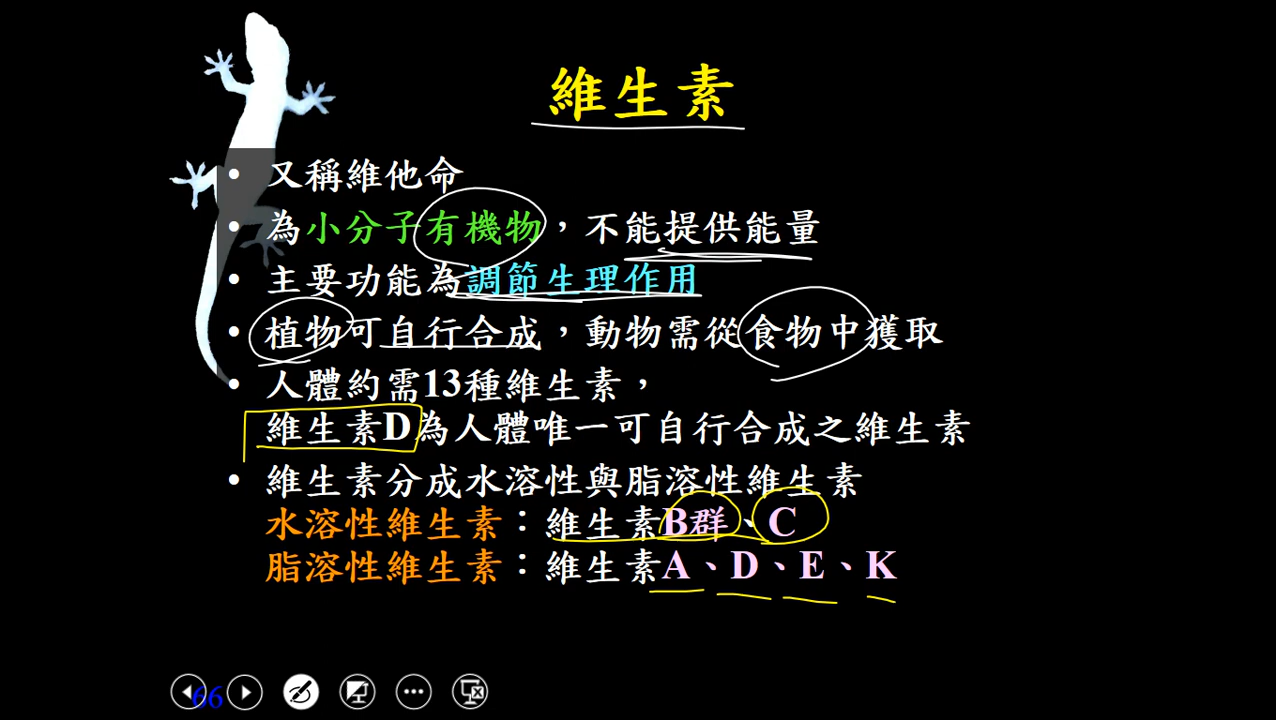 維生素
• 又稱維他命
• 為小分子有機物，不能提供能量
• 主要功能為調節生理作用
• 植物可自行合成，動物需從食物中獲取
• 人體約需13種維生素，
維生素D為人體唯一可自行合成之維生素
• 維生素分成水溶性與脂溶性維生素
水溶性維生素：維生素B群、C
脂溶性維生素：維生素A、D、E、K
66